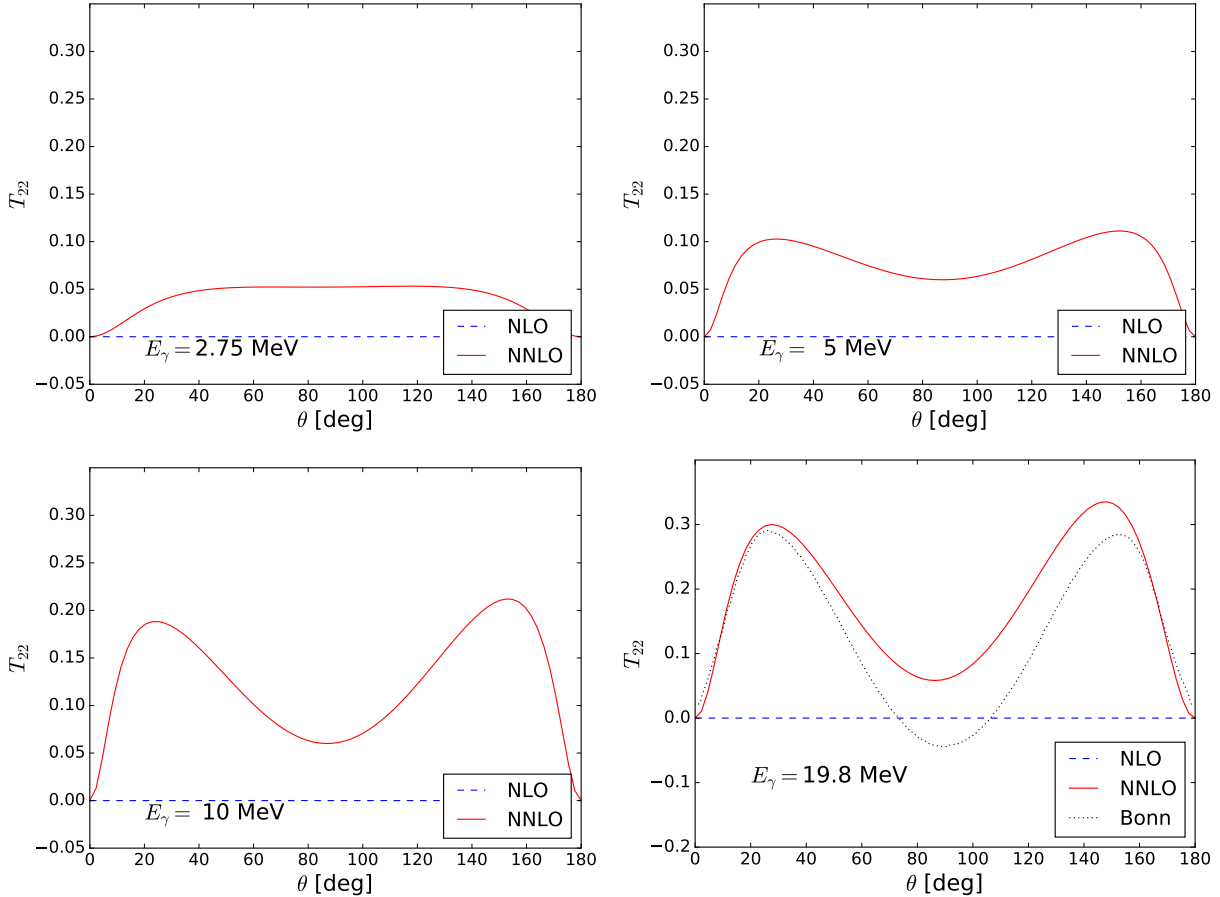 0.35
0.30
0.25
0.20
0.15
0.10
0.05
0.00
−0.05
T22
0 20 40 60 80 100 120 140 160 180
θ [deg]
Eγ = 2.75 MeV
NLO
NNLO
0.30
0.25
0.20
0.15
0.10
0.05
0.00
−0.05
T22
0 20 40 60 80 100 120 140 160 180
θ [deg]
Eγ = 5 MeV
NLO
NNLO
0.30
0.25
0.20
0.15
0.10
0.05
0.00
−0.05
T22
0 20 40 60 80 100 120 140 160 180
θ [deg]
Eγ = 10 MeV
NLO
NNLO
0.3
0.2
0.1
0.0
−0.1
−0.2
T22
0 20 40 60 80 100 120 140 160 180
θ [deg]
Eγ = 19.8 MeV
NLO
NNLO
Bonn